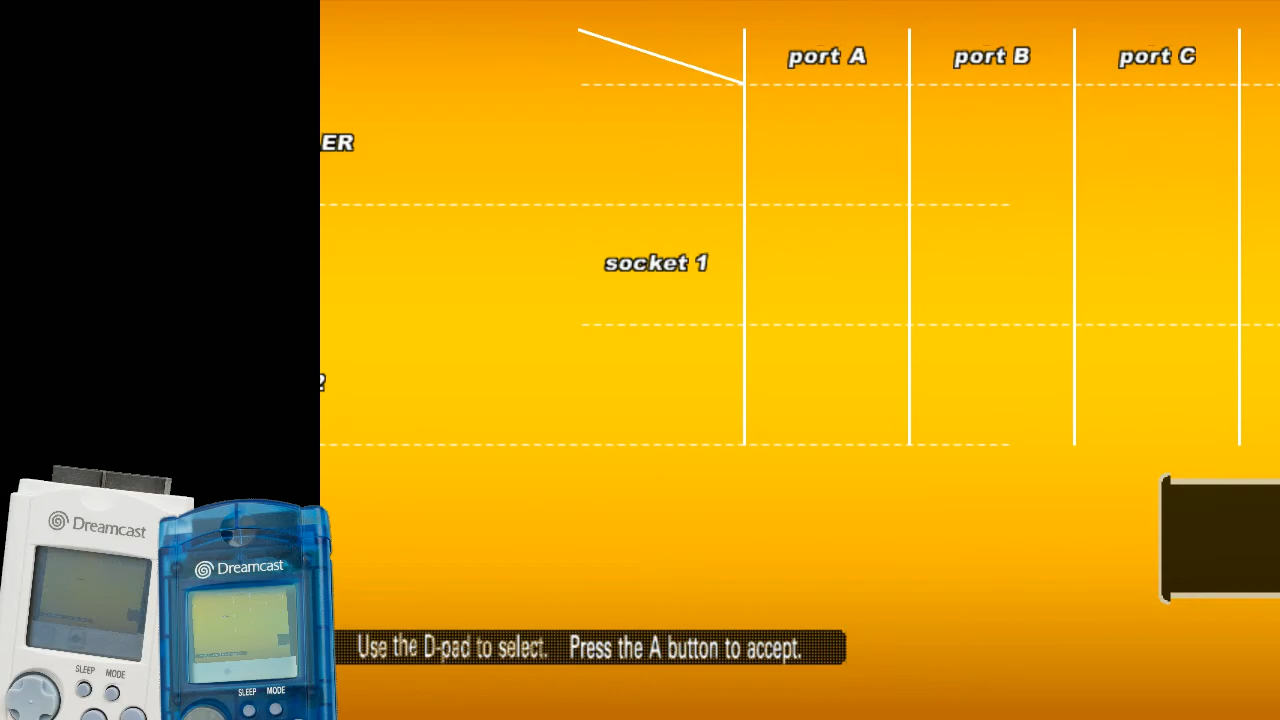 port A port B port C
ER
socket 1
2
Dreamcast
Dreamcast
SLEEP MODE
SLEEP MODE
Use the D-pad to select. Press the A button to accept.